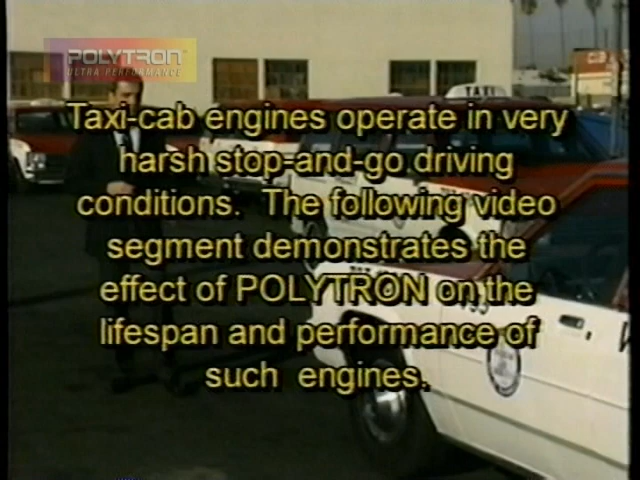 POLYTRON
ULTRA PERFORMANCE
TAXI
Taxi-cab engines operate in very
harsh stop-and-go driving
conditions.  The following video
segment demonstrates the
effect of POLYTRON on the
lifespan and performance of
such  engines.